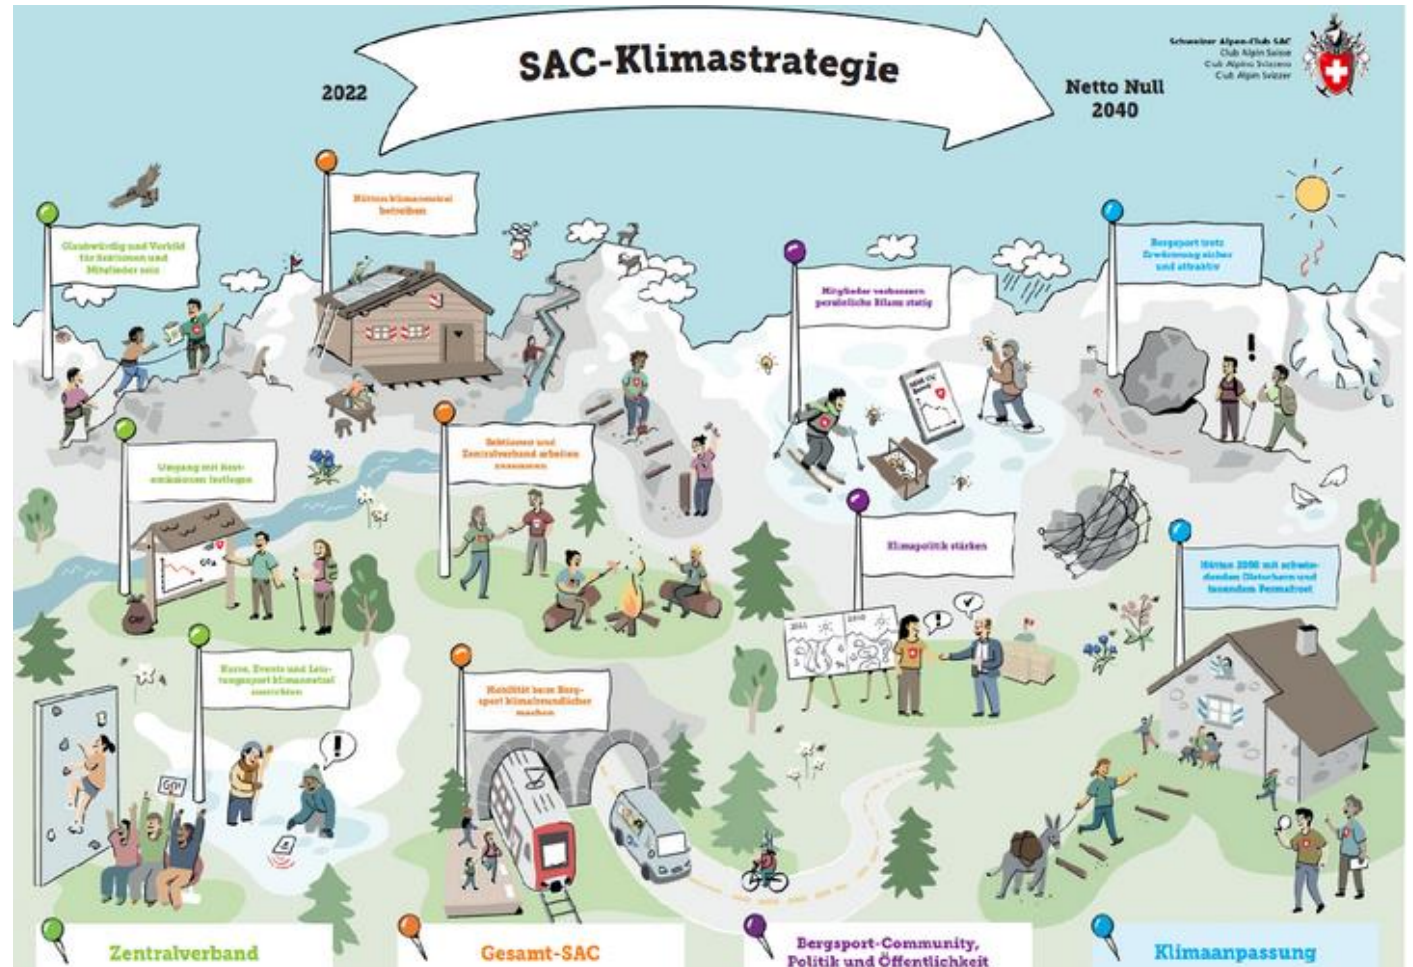 SAC-Klimastrategie
2022
Netto Null
2040
Schweizer Alpen-Club SAC
Club Alpin Suisse
Club Alpino Svizzero
Club Alpin Svizzer
Hütten klimaneutral
betreiben
Glaubwürdig und Vorbild
für Sektionen und
Mitglieder sein
Bergsport trotz
Erwärmung sicher
und attraktiv
Mitglieder verbessern
persönliche Bilanz stetig
!
Umgang mit Rest-
emissionen festlegen
Sektionen und
Zentralverband arbeiten
zusammen
Klimapolitik stärken
Hütten 2050 mit schwin-
denden Gletschern und
tauendem Permafrost
CO₂
!
Kurse, Events und Leis-
tungssport klimaneutral
ausrichten
Mobilität beim Berg-
sport klimafreundlicher
machen
!
GO!
Zentralverband
Gesamt-SAC
Bergsport-Community,
Politik und Öffentlichkeit
Klimaanpassung